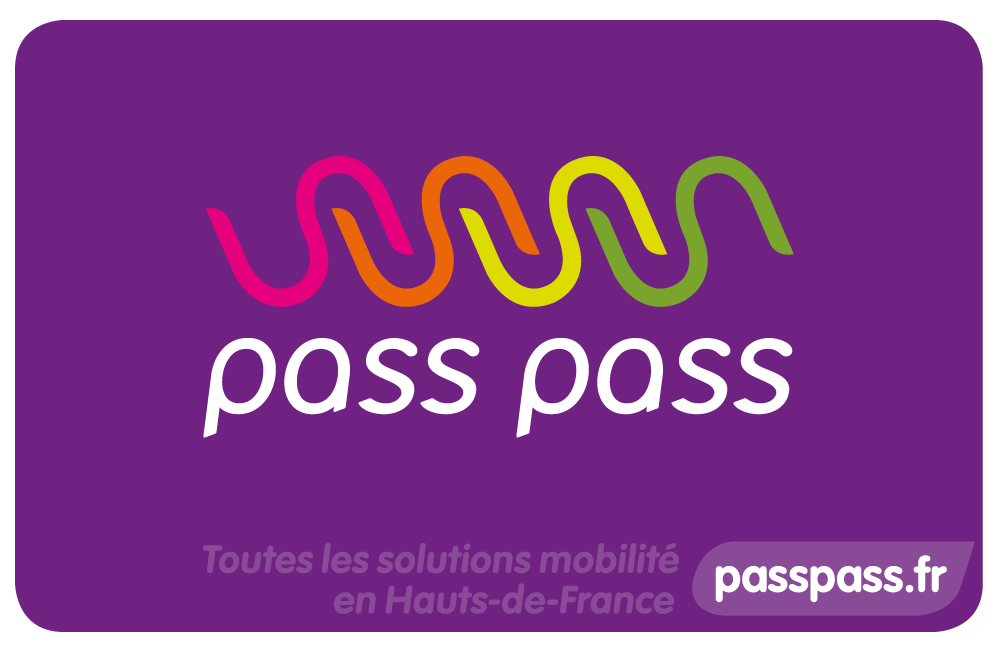 pass pass
Toutes les solutions mobilité
en Hauts-de-France
passpass.fr